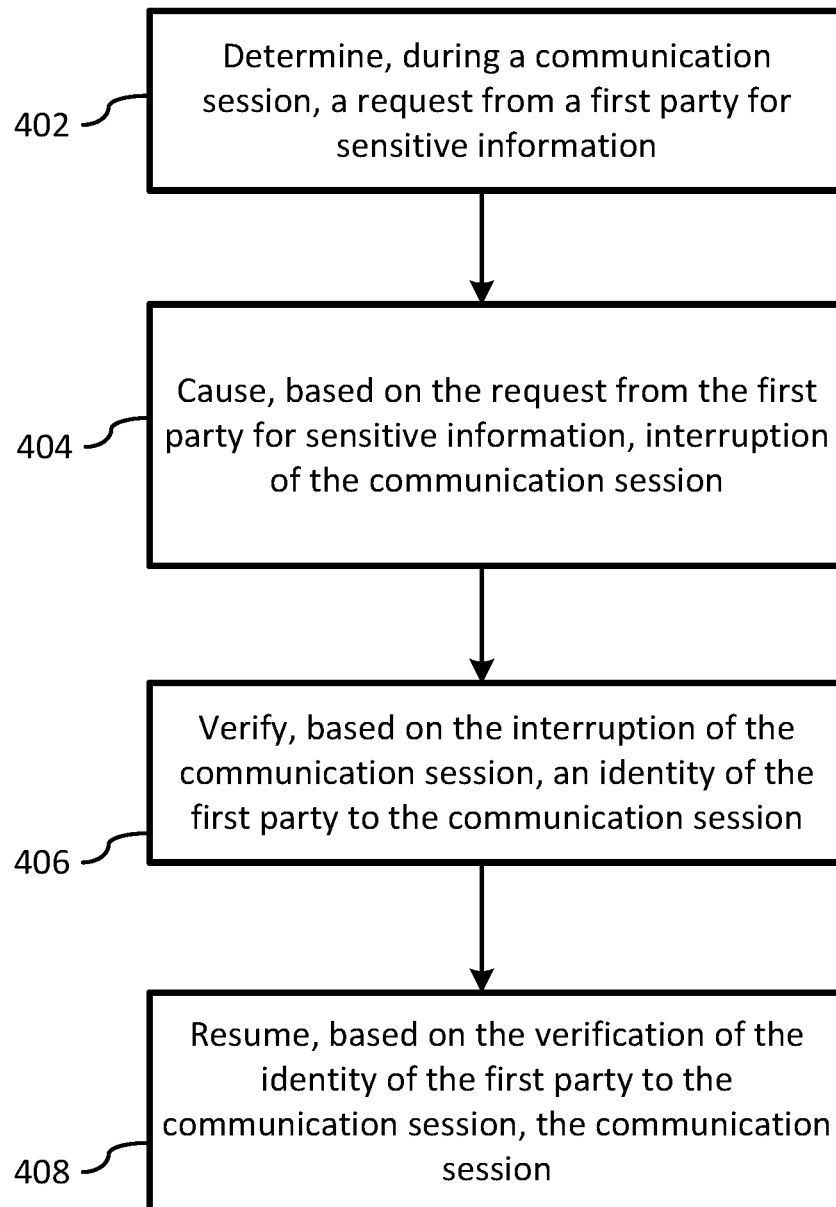 Determine, during a communication
session, a request from a first party for
sensitive information
402
Cause, based on the request from the first
party for sensitive information, interruption
of the communication session
404
Verify, based on the interruption of the
communication session, an identity of the
first party to the communication session
406
Resume, based on the verification of the
identity of the first party to the
communication session, the communication
session
408